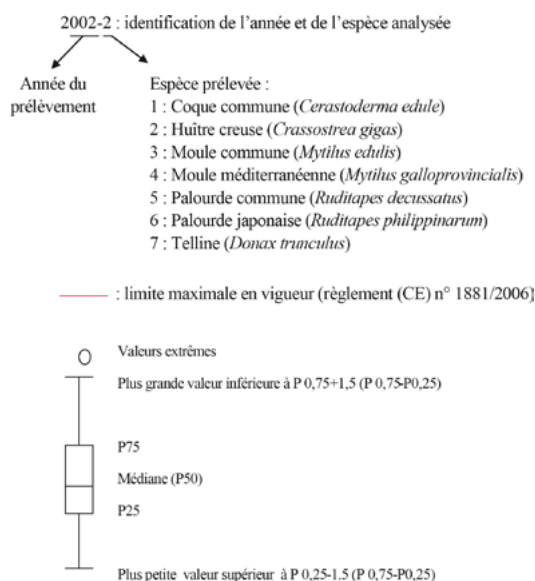 2002-2 : identification de l'année et de l'espèce analysée
Année du
prélèvement
Espèce prélevée :
1 : Coque commune (Cerastoderma edule)
2 : Huître creuse (Crassostrea gigas)
3 : Moule commune (Mytilus edulis)
4 : Moule méditerranéenne (Mytilus galloprovincialis)
5 : Palourde commune (Ruditapes decussatus)
6 : Palourde japonaise (Ruditapes philippinarum)
7 : Telline (Donax trunculus)
: limite maximale en vigueur (règlement (CE) n° 1881/2006)
Valeurs extrêmes
Plus grande valeur inférieure à P 0,75+1,5 (P 0,75-P0,25)
P75
Médiane (P50)
P25
Plus petite valeur supérieur à P 0,25-1.5 (P 0,75-P0,25)